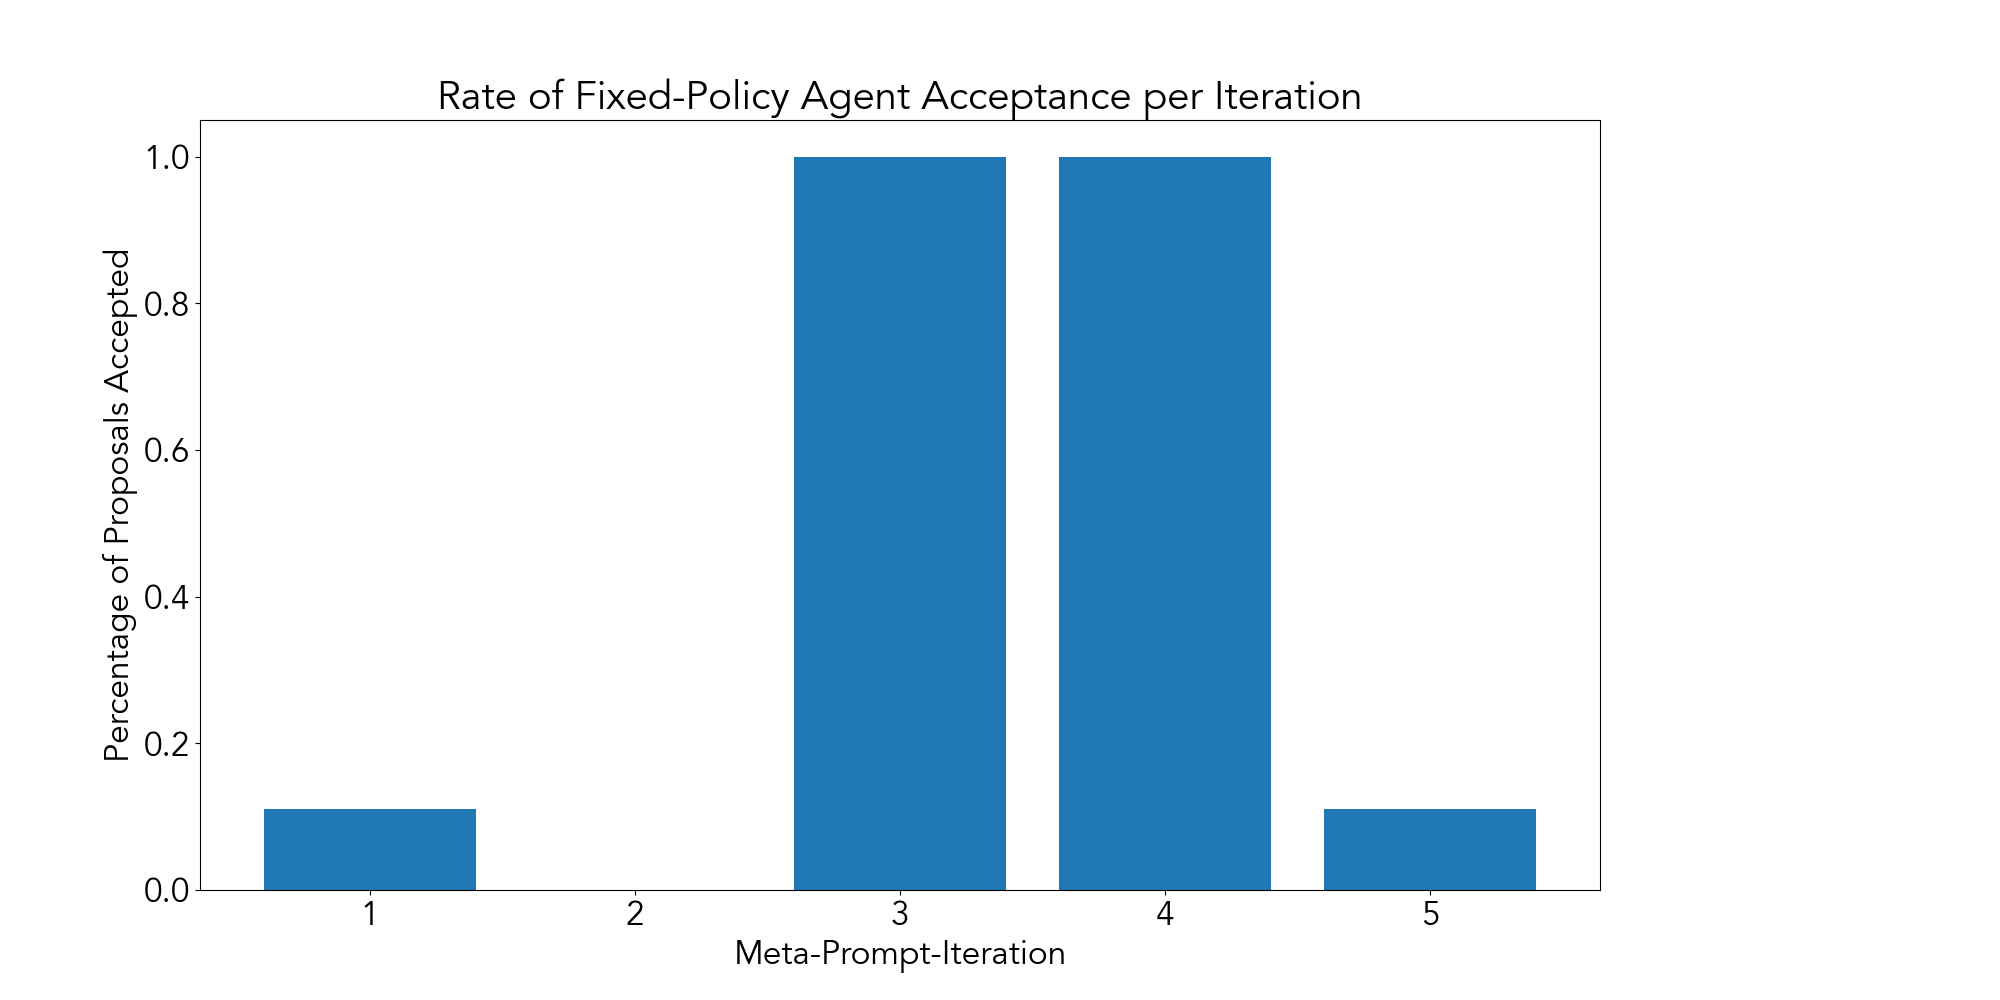 Rate of Fixed-Policy Agent Acceptance per Iteration
Percentage of Proposals Accepted
1.0
0.8
0.6
0.4
0.2
0.0
1 2 3 4 5
Meta-Prompt-Iteration